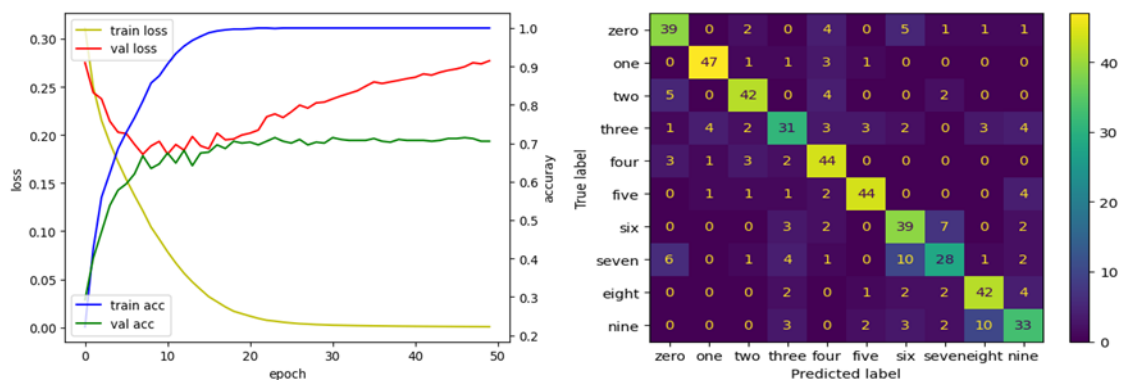 train loss
val loss
train acc
val acc
0.30
0.25
0.20
0.15
0.10
0.05
0.00
loss
0
10
20
30
40
50
epoch
1.0
0.9
0.8
0.7
0.6
0.5
0.4
0.3
0.2
accuray
True label
zero 39 0 2 0 4 0 5 1 1 1
one 0 47 1 1 3 1 0 0 0 0
two 5 0 42 0 4 0 0 2 0 0
three 1 4 2 31 3 3 2 0 3 4
four 3 1 3 2 44 0 0 0 0 0
five 0 1 1 1 2 44 0 0 0 4
six 0 0 0 3 2 0 39 7 0 2
seven 6 0 1 4 1 0 10 28 1 2
eight 0 0 0 2 0 1 2 2 42 4
nine 0 0 0 3 0 2 3 2 10 33
zero one two three four five six seven eight nine
Predicted label
40
30
20
10
0